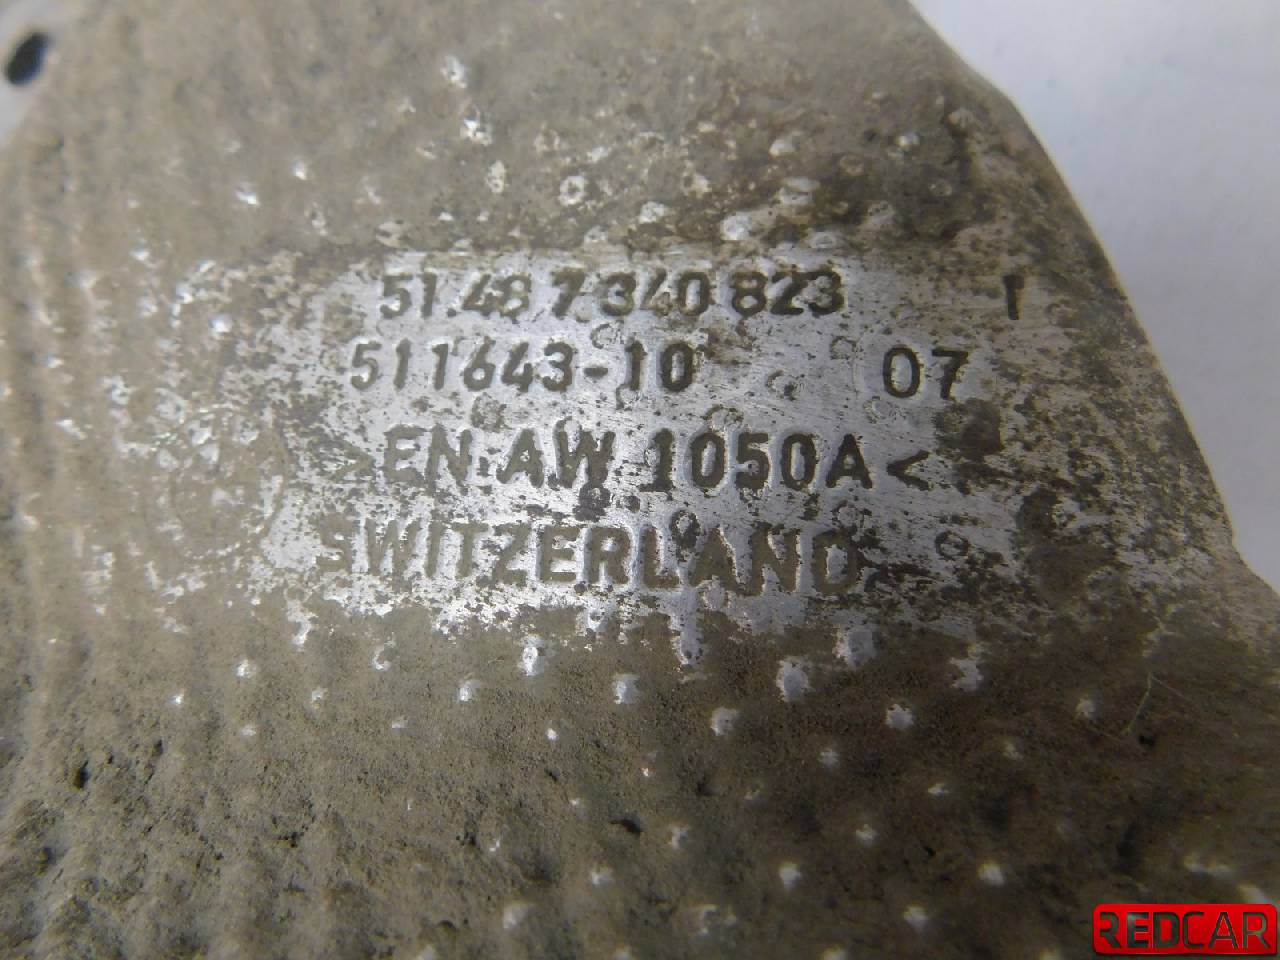 51.48 7 340 823 I
511643-10 07
>EN AW 1050A<
SWITZERLAND
REDCAR